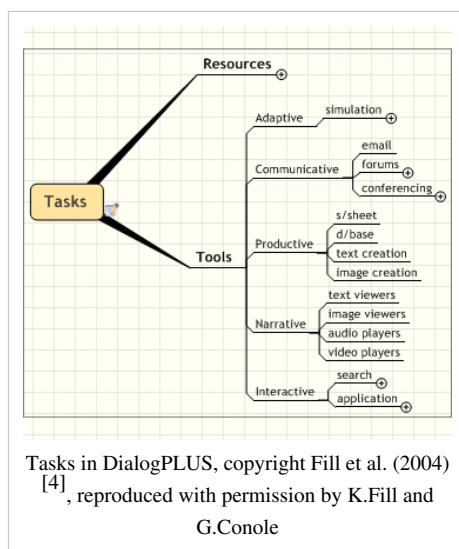 Resources
simulation
Adaptive
email
Communicative
forums
conferencing
Tasks
s/sheet
d/base
Tools
Productive
text creation
image creation
text viewers
image viewers
Narrative
audio players
video players
search
Interactive
application
Tasks in DialogPLUS, copyright Fill et al. (2004)
[4], reproduced with permission by K.Fill and
G.Conole